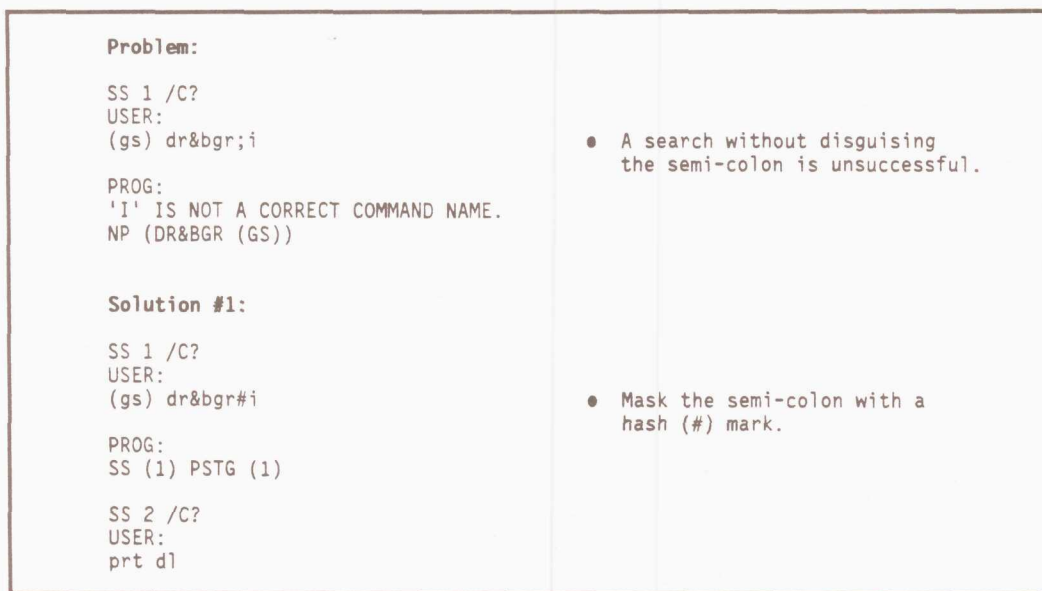 Problem:
SS 1 /C?
USER:
(gs) dr&bgr;i
• A search without disguising
the semi-colon is unsuccessful.
PROG:
'I' IS NOT A CORRECT COMMAND NAME.
NP (DR&BGR (GS))
Solution #1:
SS 1 /C?
USER:
(gs) dr&bgr#i
• Mask the semi-colon with a
hash (#) mark.
PROG:
SS (1) PSTG (1)
SS 2 /C?
USER:
prt dl